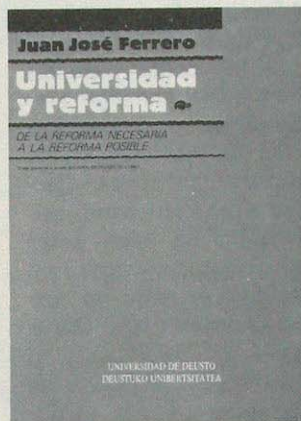 Juan José Ferrero
Universidad
y reforma
DE LA REFORMA NECESARIA
A LA REFORMA POSIBLE
UNIVERSIDAD DE DEUSTO
DEUSTUKO UNIBERTSITATEA